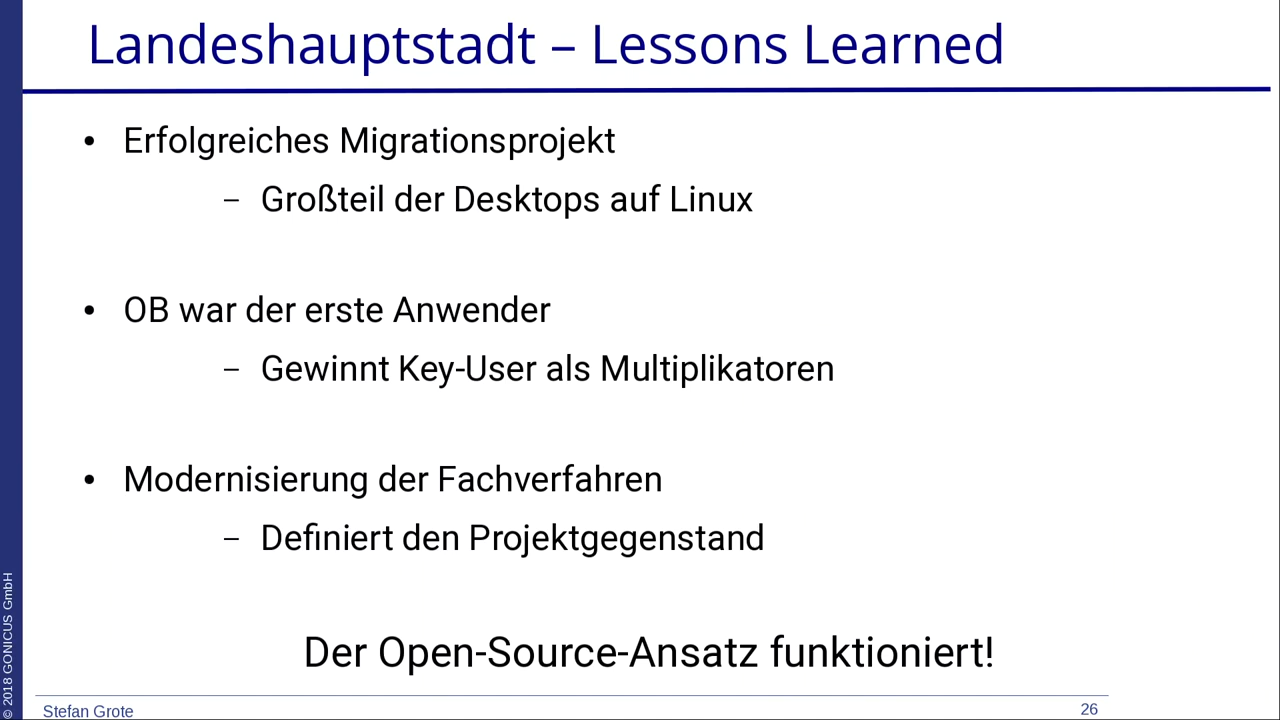 Landeshauptstadt – Lessons Learned
• Erfolgreiches Migrationsprojekt
– Großteil der Desktops auf Linux
• OB war der erste Anwender
– Gewinnt Key-User als Multiplikatoren
• Modernisierung der Fachverfahren
– Definiert den Projektgegenstand
Der Open-Source-Ansatz funktioniert!
© 2018 GONICUS GmbH
Stefan Grote
26